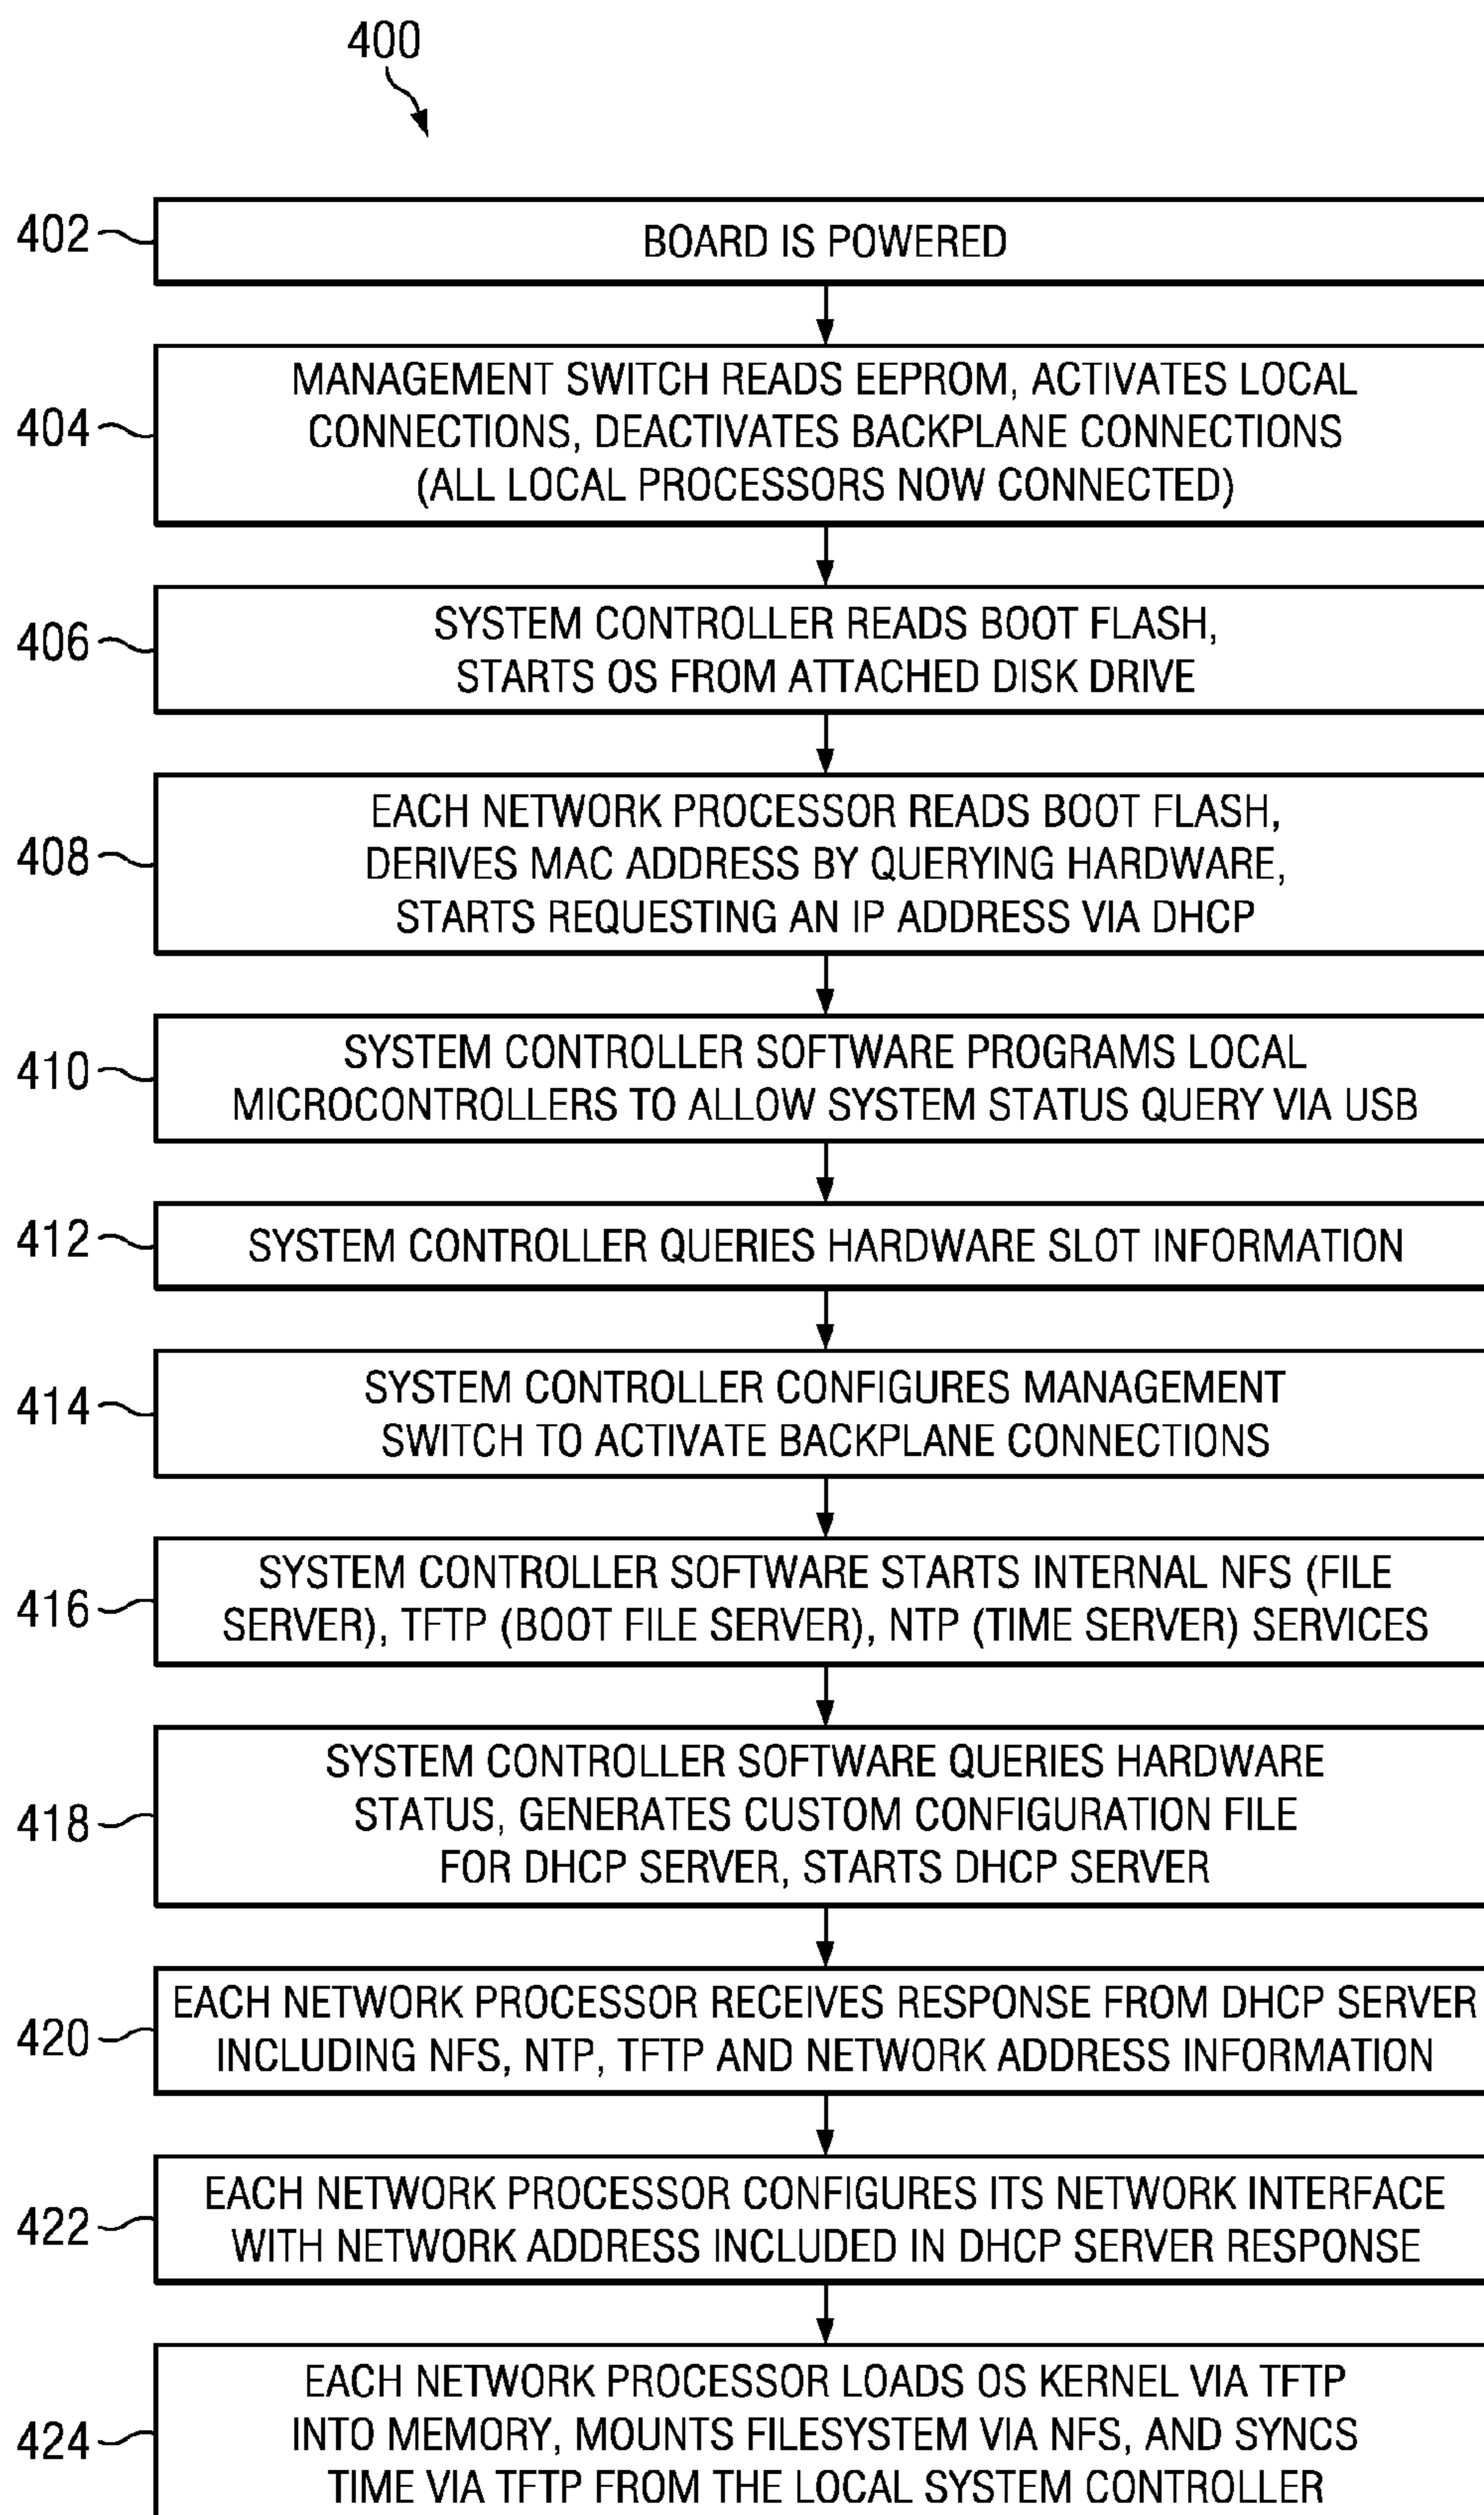 400
402
BOARD IS POWERED
404
MANAGEMENT SWITCH READS EEPROM, ACTIVATES LOCAL
CONNECTIONS, DEACTIVATES BACKPLANE CONNECTIONS
(ALL LOCAL PROCESSORS NOW CONNECTED)
406
SYSTEM CONTROLLER READS BOOT FLASH,
STARTS OS FROM ATTACHED DISK DRIVE
408
EACH NETWORK PROCESSOR READS BOOT FLASH,
DERIVES MAC ADDRESS BY QUERYING HARDWARE,
STARTS REQUESTING AN IP ADDRESS VIA DHCP
410
SYSTEM CONTROLLER SOFTWARE PROGRAMS LOCAL
MICROCONTROLLERS TO ALLOW SYSTEM STATUS QUERY VIA USB
412
SYSTEM CONTROLLER QUERIES HARDWARE SLOT INFORMATION
414
SYSTEM CONTROLLER CONFIGURES MANAGEMENT
SWITCH TO ACTIVATE BACKPLANE CONNECTIONS
416
SYSTEM CONTROLLER SOFTWARE STARTS INTERNAL NFS (FILE
SERVER), TFTP (BOOT FILE SERVER), NTP (TIME SERVER) SERVICES
418
SYSTEM CONTROLLER SOFTWARE QUERIES HARDWARE
STATUS, GENERATES CUSTOM CONFIGURATION FILE
FOR DHCP SERVER, STARTS DHCP SERVER
420
EACH NETWORK PROCESSOR RECEIVES RESPONSE FROM DHCP SERVER
INCLUDING NFS, NTP, TFTP AND NETWORK ADDRESS INFORMATION
422
EACH NETWORK PROCESSOR CONFIGURES ITS NETWORK INTERFACE
WITH NETWORK ADDRESS INCLUDED IN DHCP SERVER RESPONSE
424
EACH NETWORK PROCESSOR LOADS OS KERNEL VIA TFTP
INTO MEMORY, MOUNTS FILESYSTEM VIA NFS, AND SYNCS
TIME VIA TFTP FROM THE LOCAL SYSTEM CONTROLLER